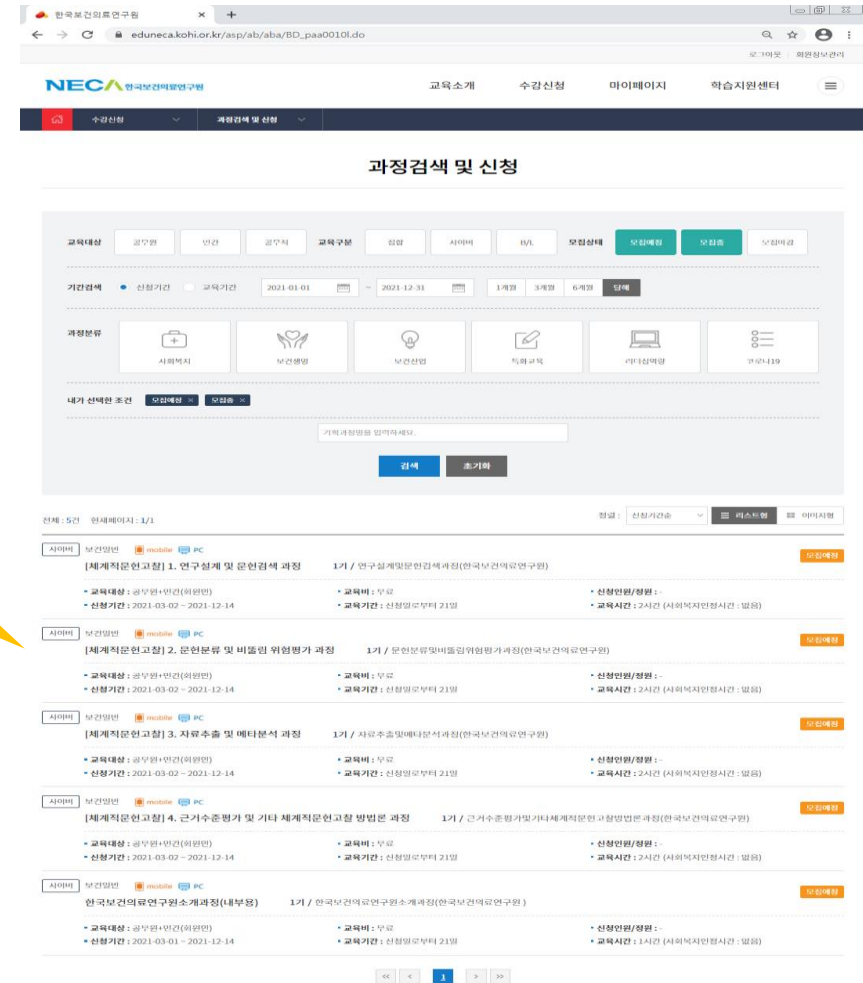 한국보건의료연구원
eduneca.kohi.or.kr/asp/ab/aba/BD_paa0010l.do
로그아웃 회원정보관리
NECA 한국보건의료연구원 교육소개 수강신청 마이페이지 학습지원센터
수강신청 과정검색 및 신청
과정검색 및 신청
교육대상 공무원 민간 공무직 교육구분 집합 사이버 B/L 모집상태 모집예정 모집중 모집마감
기간검색 신청기간 교육기간 2021-01-01 ~ 2021-12-31 1개월 3개월 6개월 당해
과정분류 사회복지 보건생명 보건산업 특화교육 리더십역량 코로나19
내가 선택한 조건 모집예정 × 모집중 ×
기획과정명을 입력하세요.
검색 초기화
전체 : 5건 현재페이지 : 1/1 정렬 : 신청기간순 리스트형 이미지형
사이버 보건일반 mobile PC 모집예정
[체계적문헌고찰] 1. 연구설계 및 문헌검색 과정 1기 / 연구설계및문헌검색과정(한국보건의료연구원)
교육대상 : 공무원+민간(회원만) 교육비 : 무료 신청인원/정원 : -
신청기간 : 2021-03-02 ~ 2021-12-14 교육기간 : 신청일로부터 21일 교육시간 : 2시간 (사회복지인정시간 : 없음)
사이버 보건일반 mobile PC 모집예정
[체계적문헌고찰] 2. 문헌분류 및 비뚤림 위험평가 과정 1기 / 문헌분류및비뚤림위험평가과정(한국보건의료연구원)
교육대상 : 공무원+민간(회원만) 교육비 : 무료 신청인원/정원 : -
신청기간 : 2021-03-02 ~ 2021-12-14 교육기간 : 신청일로부터 21일 교육시간 : 2시간 (사회복지인정시간 : 없음)
사이버 보건일반 mobile PC 모집예정
[체계적문헌고찰] 3. 자료추출 및 메타분석 과정 1기 / 자료추출및메타분석과정(한국보건의료연구원)
교육대상 : 공무원+민간(회원만) 교육비 : 무료 신청인원/정원 : -
신청기간 : 2021-03-02 ~ 2021-12-14 교육기간 : 신청일로부터 21일 교육시간 : 2시간 (사회복지인정시간 : 없음)
사이버 보건일반 mobile PC 모집예정
[체계적문헌고찰] 4. 근거수준평가 및 기타 체계적문헌고찰 방법론 과정 1기 / 근거수준평가및기타체계적문헌고찰방법론과정(한국보건의료연구원)
교육대상 : 공무원+민간(회원만) 교육비 : 무료 신청인원/정원 : -
신청기간 : 2021-03-02 ~ 2021-12-14 교육기간 : 신청일로부터 21일 교육시간 : 2시간 (사회복지인정시간 : 없음)
사이버 보건일반 mobile PC 모집예정
한국보건의료연구원소개과정(내부용) 1기 / 한국보건의료연구원소개과정(한국보건의료연구원 )
교육대상 : 공무원+민간(회원만) 교육비 : 무료 신청인원/정원 : -
신청기간 : 2021-03-01 ~ 2021-12-14 교육기간 : 신청일로부터 21일 교육시간 : 1시간 (사회복지인정시간 : 없음)
<< < 1 > >>